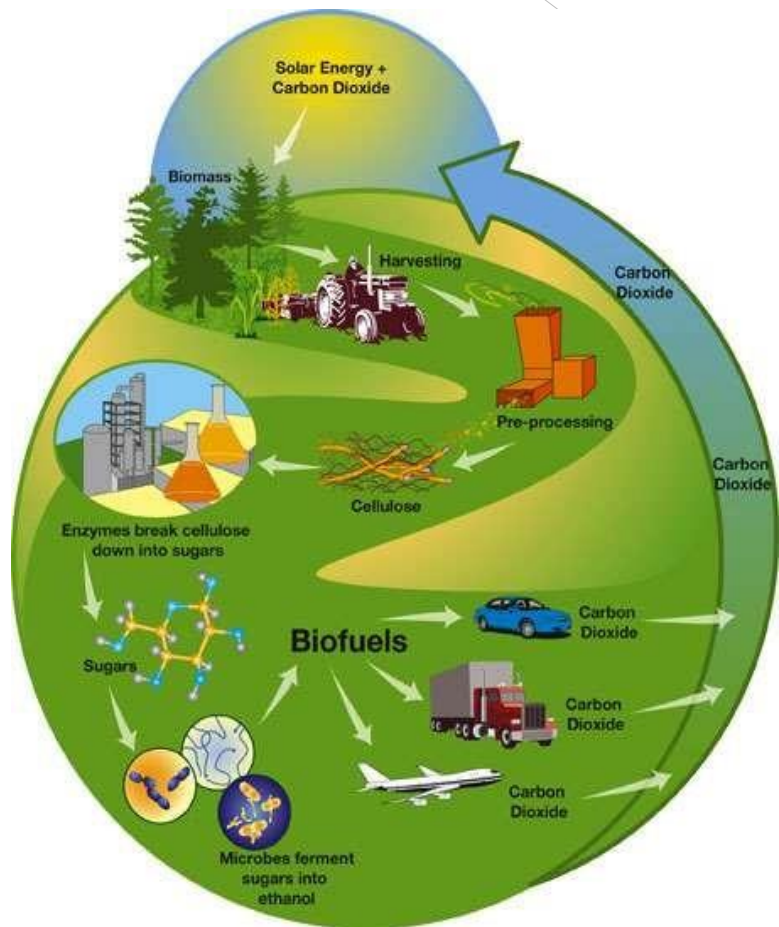 Solar Energy +
Carbon Dioxide
Biomass
Harvesting
Carbon
Dioxide
Pre-processing
Cellulose
Carbon
Dioxide
Enzymes break cellulose
down into sugars
Sugars
Biofuels
Carbon
Dioxide
Carbon
Dioxide
Carbon
Dioxide
Microbes ferment
sugars into
ethanol